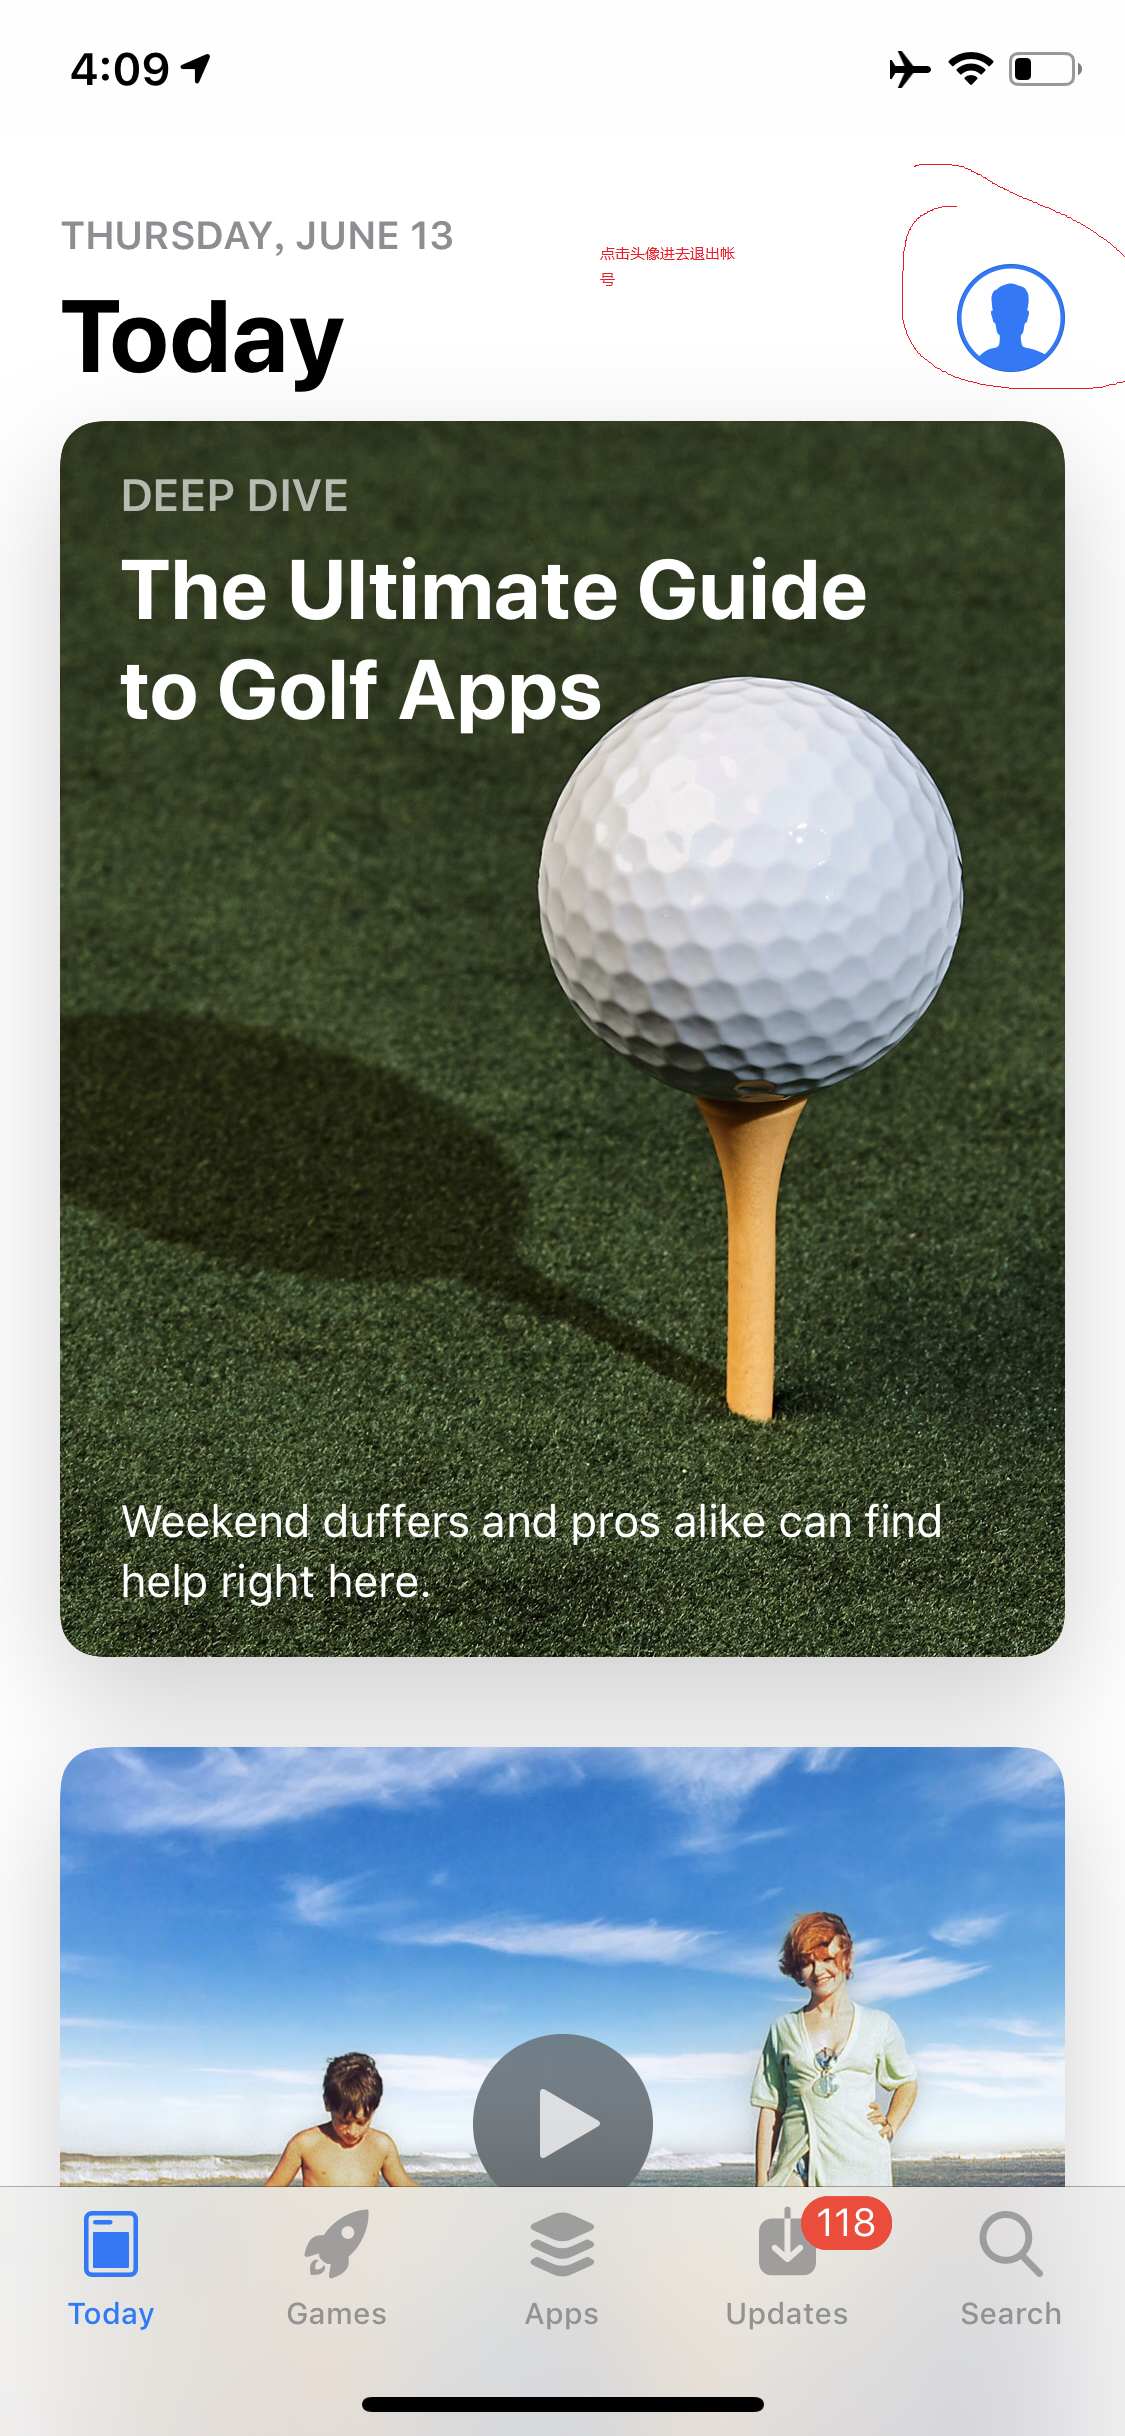 4:09
THURSDAY, JUNE 13
点击头像进去退出帐
号
Today
DEEP DIVE
The Ultimate Guide
to Golf Apps
Weekend duffers and pros alike can find
help right here.
118
Today
Games
Apps
Updates
Search